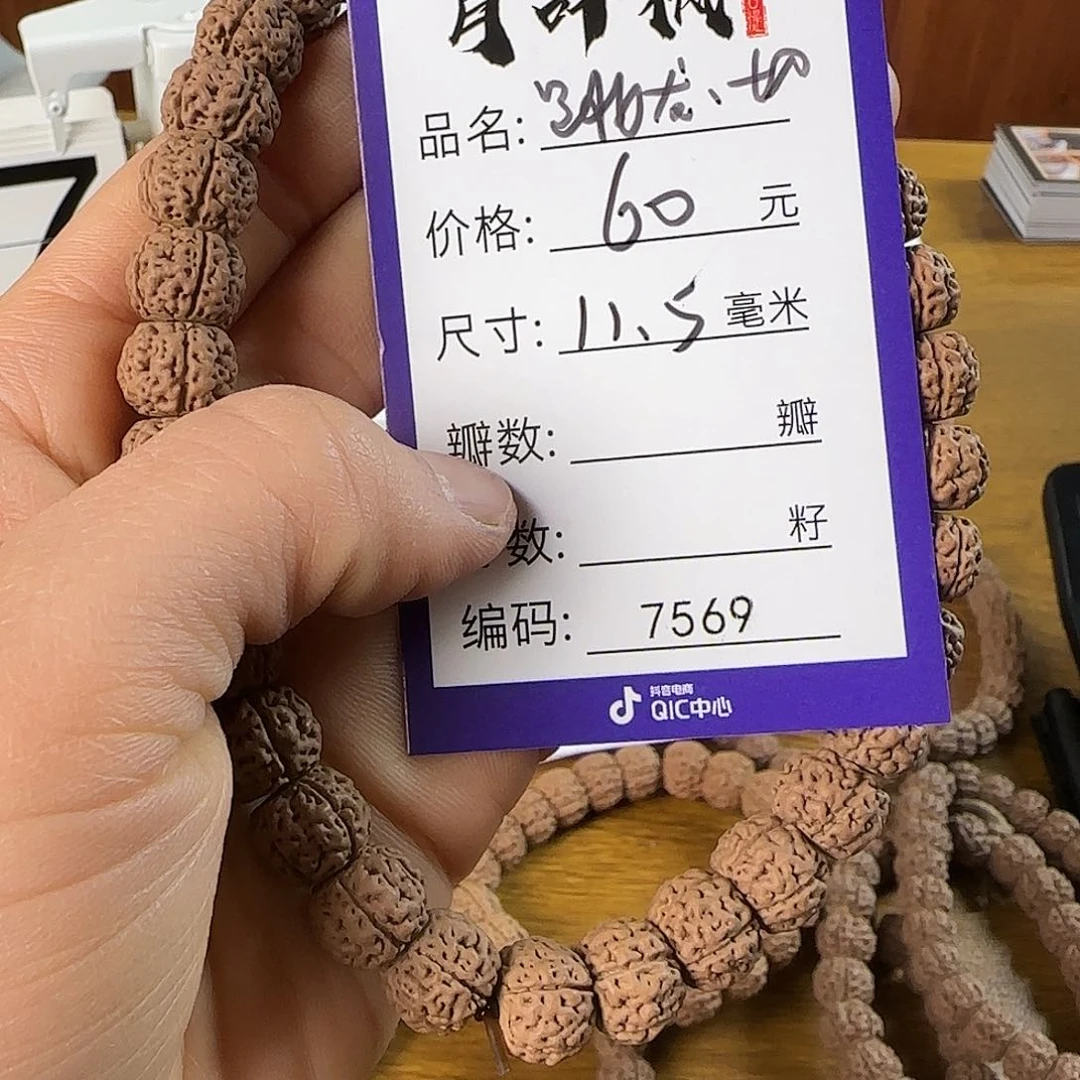 品名:
价格: 60 元
尺寸: 11.5 毫米
瓣数: 瓣
数: 籽
编码: 7569
抖音电商
QIC中心